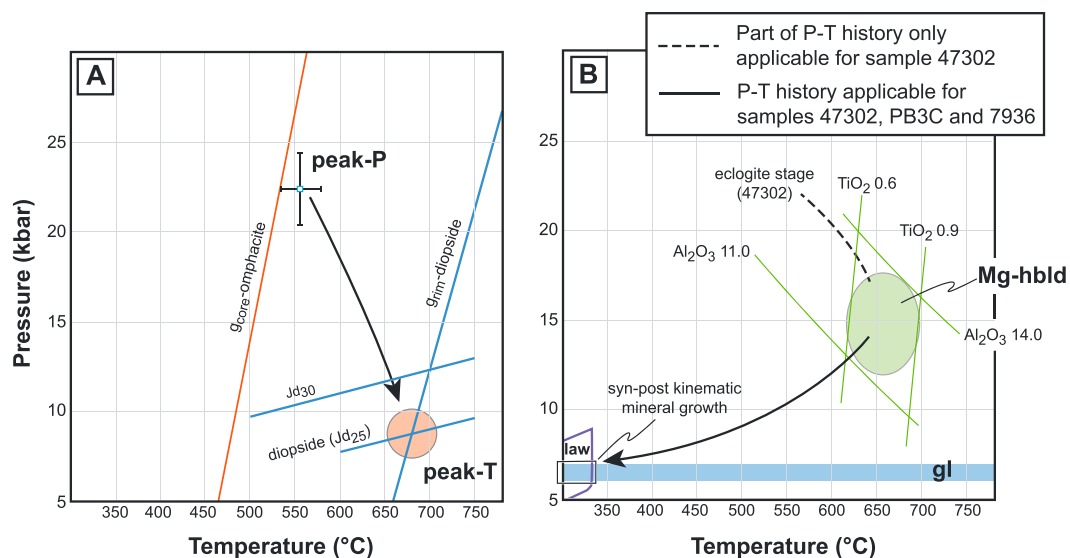 A
peak-P
g_core-omphacite
g_rim-diopside
Jd30
diopside (Jd25)
peak-T
25
20
15
10
5
350 400 450 500 550 600 650 700 750
Pressure (kbar)
Temperature (°C)
Part of P-T history only
applicable for sample 47302
P-T history applicable for
samples 47302, PB3C and 7936
B
eclogite stage
(47302)
TiO2 0.6
TiO2 0.9
Al2O3 11.0
Mg-hbld
Al2O3 14.0
syn-post kinematic
mineral growth
law
gl
25
20
15
10
5
350 400 450 500 550 600 650 700 750
Temperature (°C)